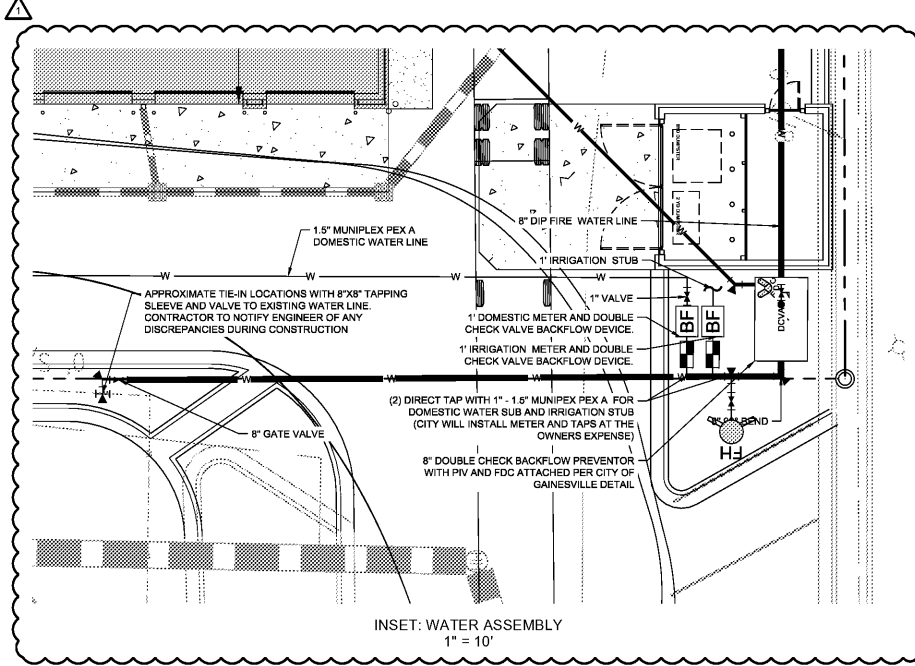 1
8" DIP FIRE WATER LINE
1.5" MUNIPLEX PEX A
DOMESTIC WATER LINE
1' IRRIGATION STUB
W
W
W
W
W
W
W
APPROXIMATE TIE-IN LOCATIONS WITH 8"X8" TAPPING
SLEEVE AND VALVE TO EXISTING WATER LINE.
CONTRACTOR TO NOTIFY ENGINEER OF ANY
DISCREPANCIES DURING CONSTRUCTION
1" VALVE
BF
BF
1' DOMESTIC METER AND DOUBLE
CHECK VALVE BACKFLOW DEVICE.
1' IRRIGATION METER AND DOUBLE
CHECK VALVE BACKFLOW DEVICE.
W
W
W
W
W
(2) DIRECT TAP WITH 1" - 1.5" MUNIPEX PEX A FOR
DOMESTIC WATER SUB AND IRRIGATION STUB
(CITY WILL INSTALL METER AND TAPS AT THE
OWNERS EXPENSE)
8" GATE VALVE
BEND
FH
8" DOUBLE CHECK BACKFLOW PREVENTOR
WITH PIV AND FDC ATTACHED PER CITY OF
GAINESVILLE DETAIL
INSET: WATER ASSEMBLY
1" = 10'